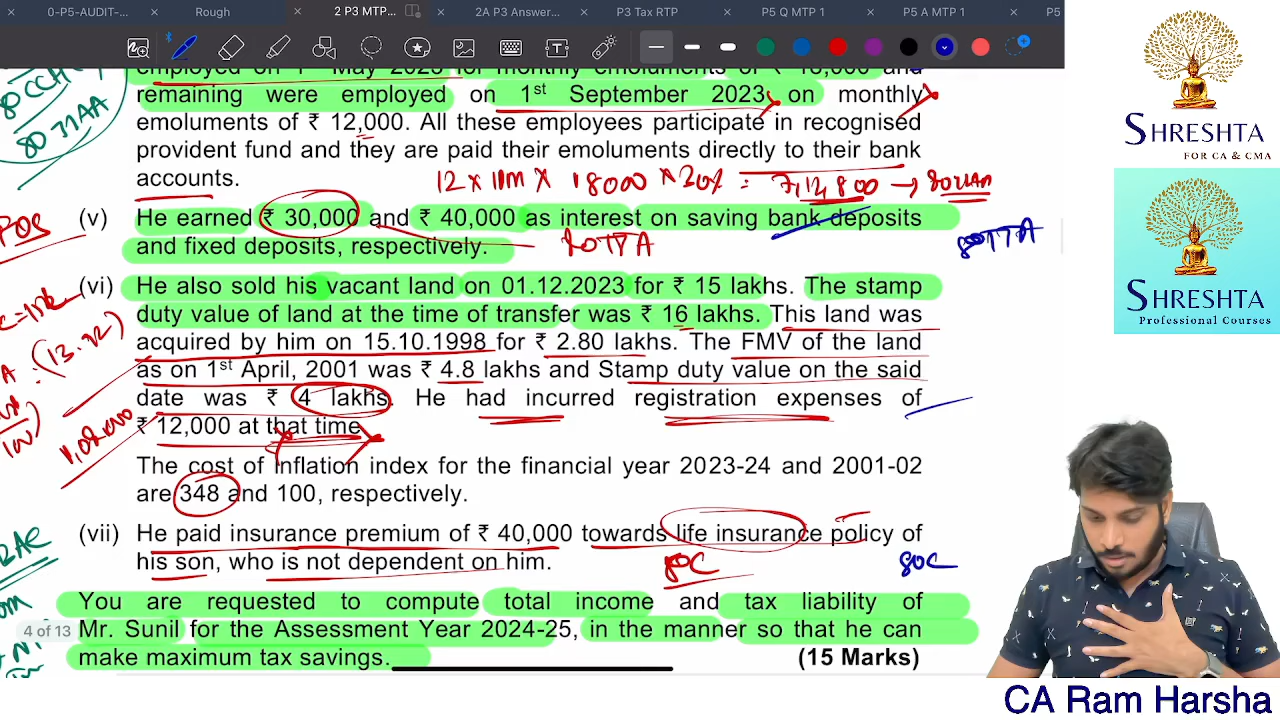 0-P5-AUDIT-
Rough
2 P3 MTP...
2A P3 Answer...
P3 Tax RTP
P5 Q MTP 1
P5 A MTP 1
P5
remaining were employed on 1st September 2023, on monthly
emoluments of ₹ 12,000. All these employees participate in recognised
provident fund and they are paid their emoluments directly to their bank
accounts.
12 x 11m x 18000 x 30% = 7,12,800 → 80JJAA
(v) He earned ₹ 30,000 and ₹ 40,000 as interest on saving bank deposits
and fixed deposits, respectively.
80TTA
80TTA
(vi) He also sold his vacant land on 01.12.2023 for ₹ 15 lakhs. The stamp
duty value of land at the time of transfer was ₹ 16 lakhs. This land was
acquired by him on 15.10.1998 for ₹ 2.80 lakhs. The FMV of the land
as on 1st April, 2001 was ₹ 4.8 lakhs and Stamp duty value on the said
date was ₹ 4 lakhs. He had incurred registration expenses of
₹ 12,000 at that time
The cost of inflation index for the financial year 2023-24 and 2001-02
are 348 and 100, respectively.
(vii) He paid insurance premium of ₹ 40,000 towards life insurance policy of
his son, who is not dependent on him.
80C
80C
You are requested to compute total income and tax liability of
4 of 13
Mr. Sunil for the Assessment Year 2024-25, in the manner so that he can
make maximum tax savings.
(15 Marks)
80JJAA
(13.92)
1,08,000
SHRESHTA
FOR CA & CMA
SHRESHTA
Professional Courses
CA Ram Harsha